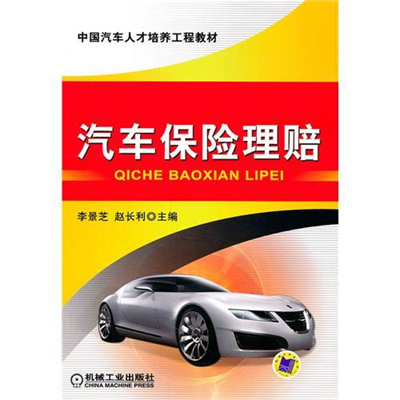 中国汽车人才培养工程教材
汽车保险理赔
QICHE BAOXIAN LIPEI
李景芝 赵长利◎主编
机械工业出版社
CHINA MACHINE PRESS